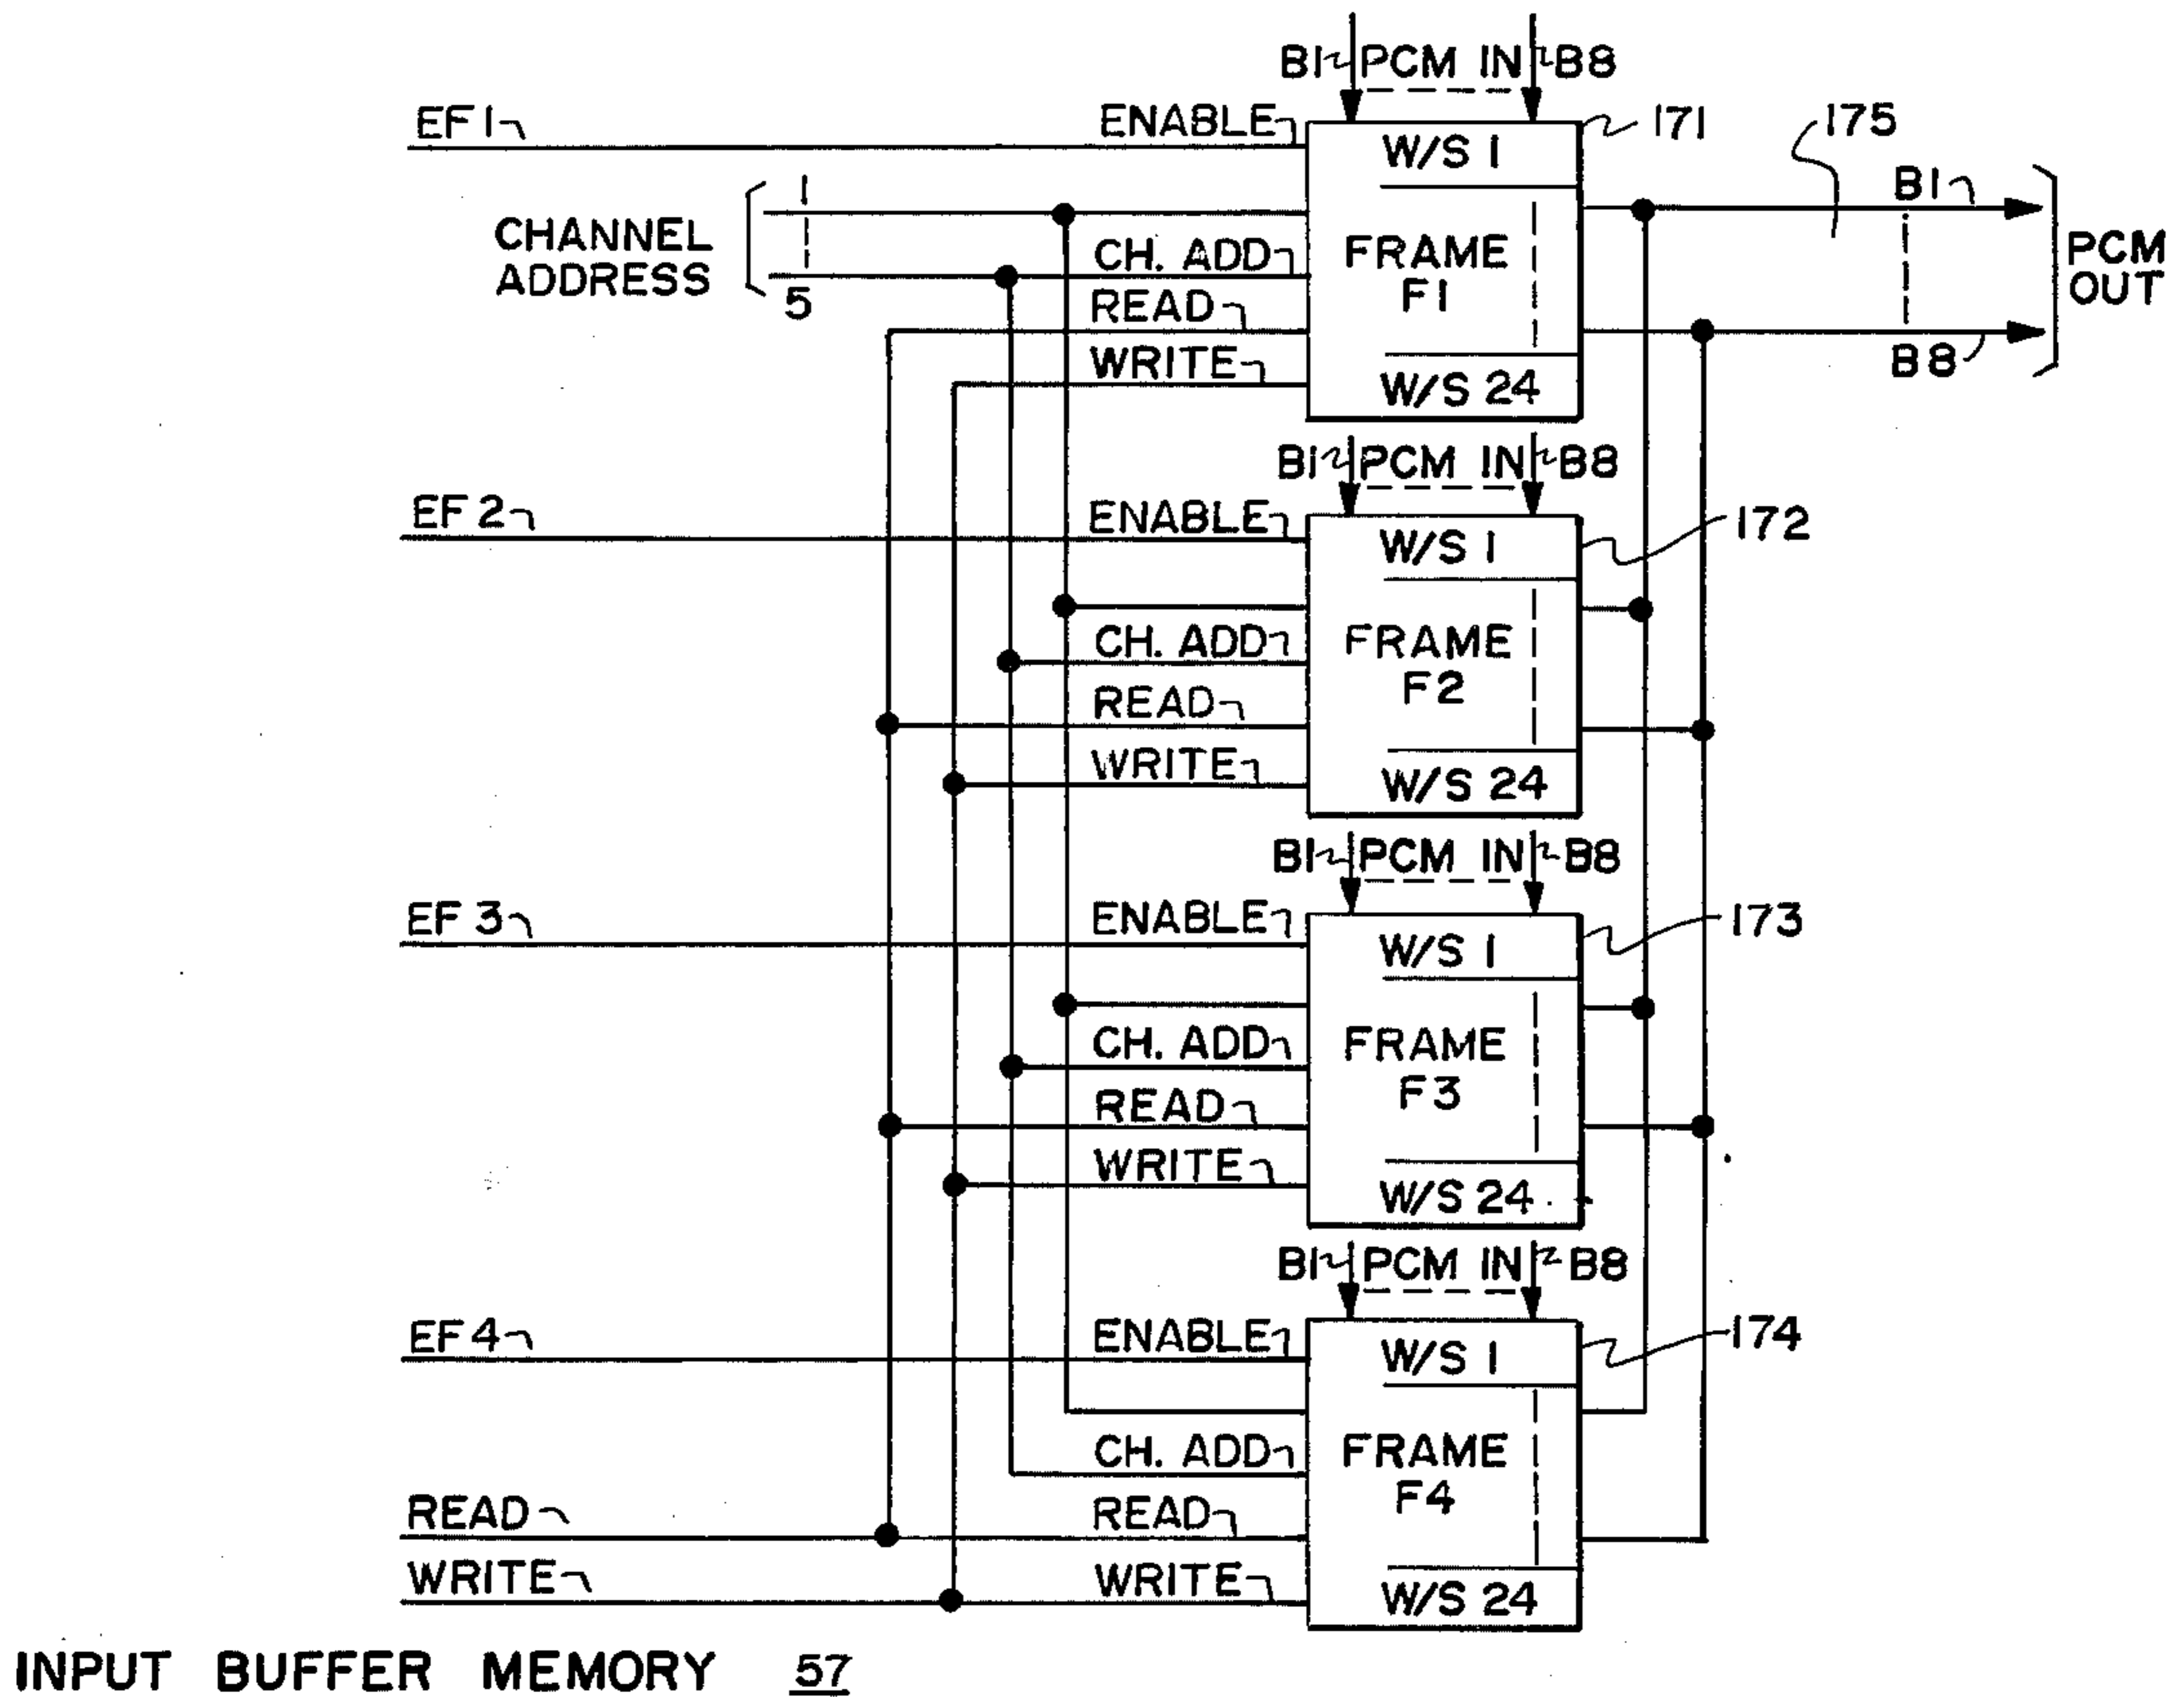 B1 PCM IN B8
EF1 ENABLE W/S 1 171 175
B1
CHANNEL ADDRESS 1 5
CH. ADD FRAME F1
PCM OUT
READ
B8
WRITE W/S 24
B1 PCM IN B8
EF2 ENABLE W/S 1 172
CH. ADD FRAME F2
READ
WRITE W/S 24
B1 PCM IN B8
EF3 ENABLE W/S 1 173
CH. ADD FRAME F3
READ
WRITE W/S 24
B1 PCM IN B8
EF4 ENABLE W/S 1 174
CH. ADD FRAME F4
READ READ
WRITE WRITE W/S 24
INPUT BUFFER MEMORY 57